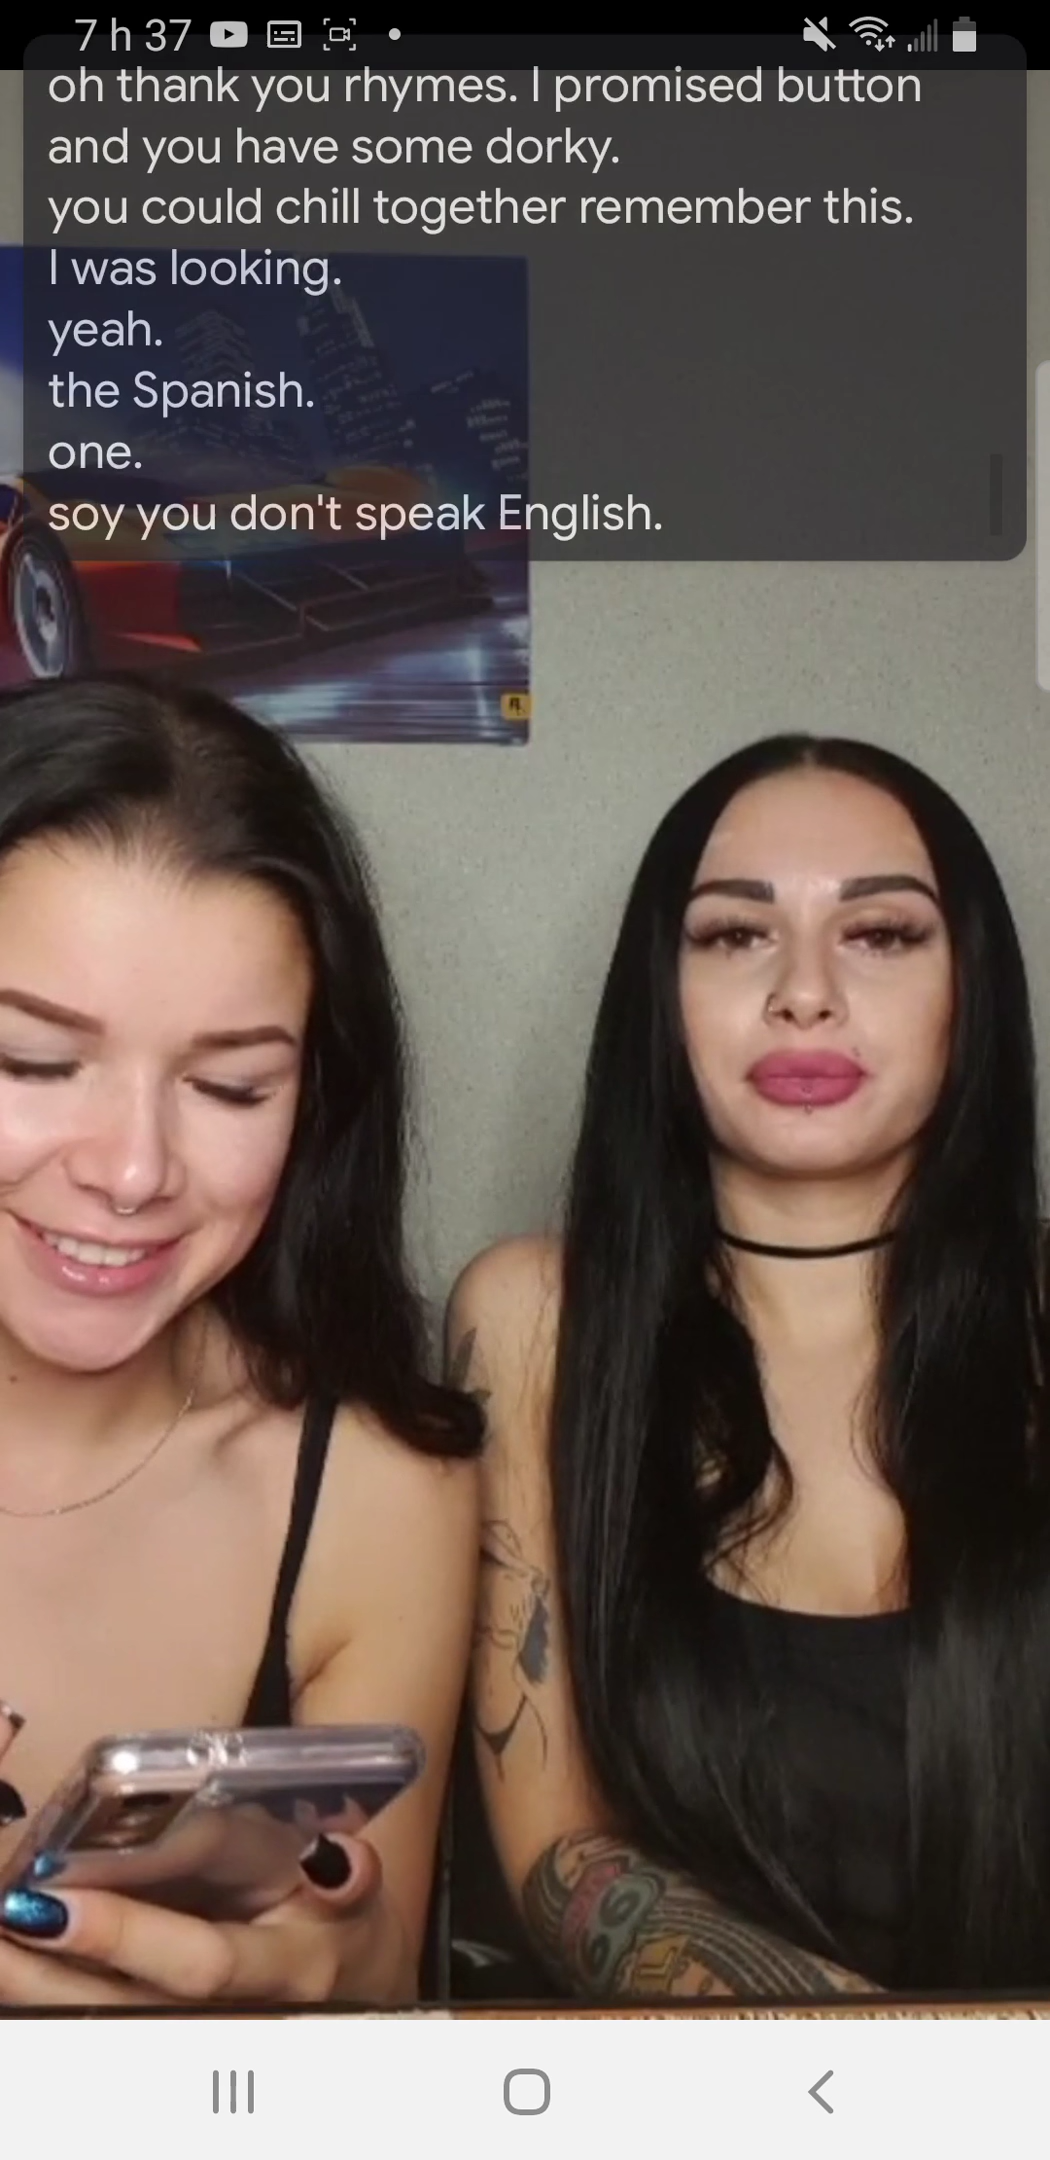 7 h 37
oh thank you rhymes. I promised button
and you have some dorky.
you could chill together remember this.
I was looking.
yeah.
the Spanish.
one.
soy you don't speak English.